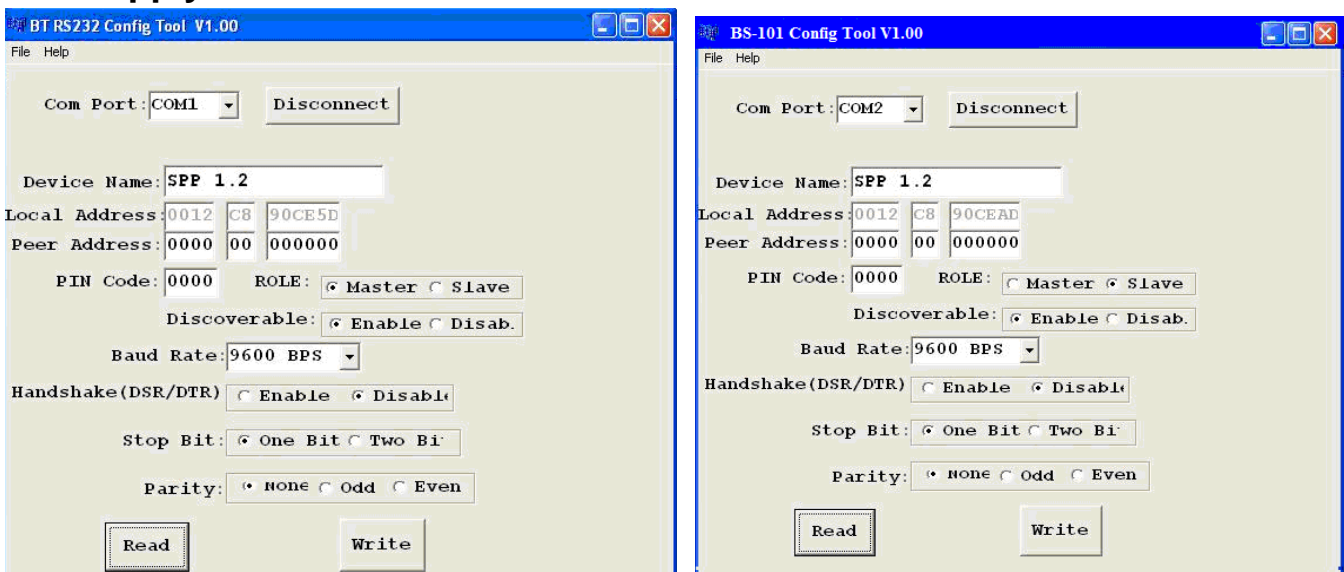 BT RS232 Config Tool V1.00
File Help
Com Port: COM1 Disconnect
Device Name: SPP 1.2
Local Address: 0012 C8 90CE5D
Peer Address: 0000 00 000000
PIN Code: 0000 ROLE: Master Slave
Discoverable: Enable Disab.
Baud Rate: 9600 BPS
Handshake(DSR/DTR) Enable Disable
Stop Bit: One Bit Two Bi
Parity: None Odd Even
Read Write
BS-101 Config Tool V1.00
File Help
Com Port: COM2 Disconnect
Device Name: SPP 1.2
Local Address: 0012 C8 90CEAD
Peer Address: 0000 00 000000
PIN Code: 0000 ROLE: Master Slave
Discoverable: Enable Disab.
Baud Rate: 9600 BPS
Handshake(DSR/DTR) Enable Disable
Stop Bit: One Bit Two Bi
Parity: None Odd Even
Read Write